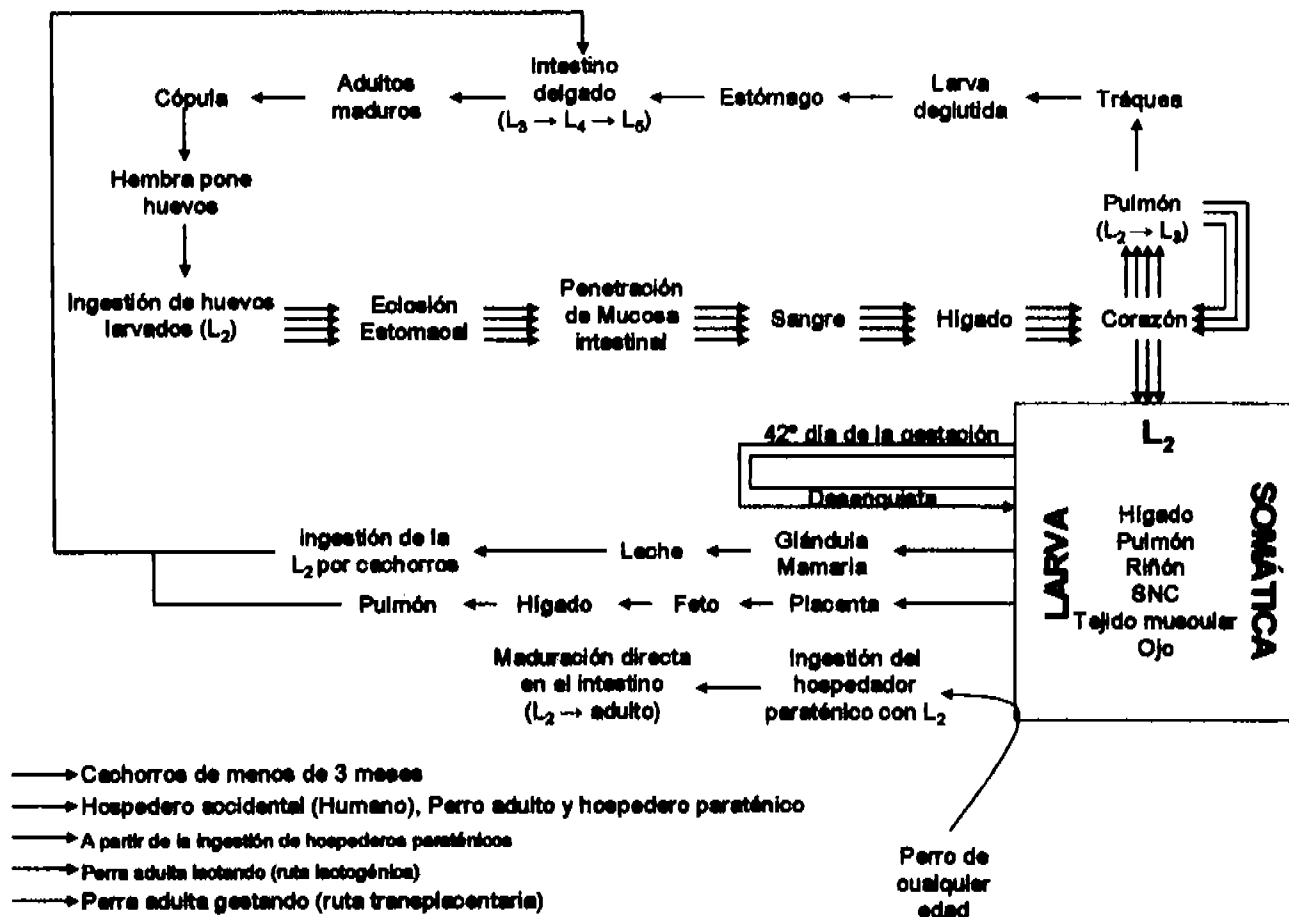 Cópula
Adultos
maduros
Intestino
delgado
(L₃ → L₄ → L₅)
Estómago
Larva
deglutida
Tráquea
Hembra pone
huevos
Pulmón
(L₂ → L₃)
Ingestión de huevos
larvados (L₂)
Eclosión
Estomacal
Penetración
de Mucosa
intestinal
Sangre
Hígado
Corazón
42° día de la gestación
Desenquista
L₂
LARVA
SOMÁTICA
Hígado
Pulmón
Riñón
SNC
Tejido muscular
Ojo
Ingestión de la
L₂ por cachorros
Leche
Glándula
Mamaria
Pulmón
Hígado
Feto
Placenta
Maduración directa
en el intestino
(L₂ → adulto)
Ingestión del
hospedador
paraténico con L₂
Cachorros de menos de 3 meses
Hospedero accidental (Humano), Perro adulto y hospedero paraténico
A partir de la ingestión de hospederos paraténicos
Perra adulta lactando (ruta lactogénica)
Perra adulta gestando (ruta transplacentaria)
Perro de
cualquier
edad